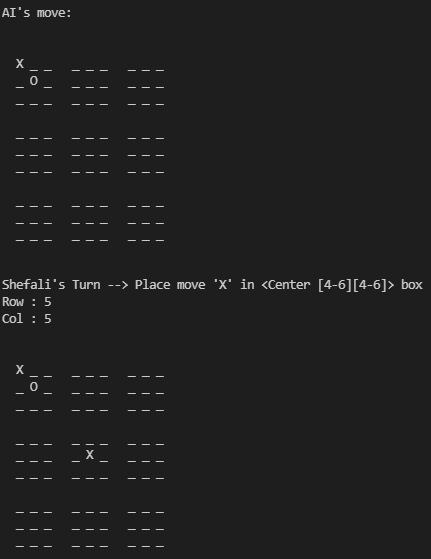 AI's move:
X _ _   _ _ _   _ _ _
_ O _   _ _ _   _ _ _
_ _ _   _ _ _   _ _ _
_ _ _   _ _ _   _ _ _
_ _ _   _ _ _   _ _ _
_ _ _   _ _ _   _ _ _
_ _ _   _ _ _   _ _ _
_ _ _   _ _ _   _ _ _
_ _ _   _ _ _   _ _ _
Shefali's Turn --> Place move 'X' in <Center [4-6][4-6]> box
Row : 5
Col : 5
X _ _   _ _ _   _ _ _
_ O _   _ _ _   _ _ _
_ _ _   _ _ _   _ _ _
_ _ _   _ _ _   _ _ _
_ _ _   _ X _   _ _ _
_ _ _   _ _ _   _ _ _
_ _ _   _ _ _   _ _ _
_ _ _   _ _ _   _ _ _
_ _ _   _ _ _   _ _ _